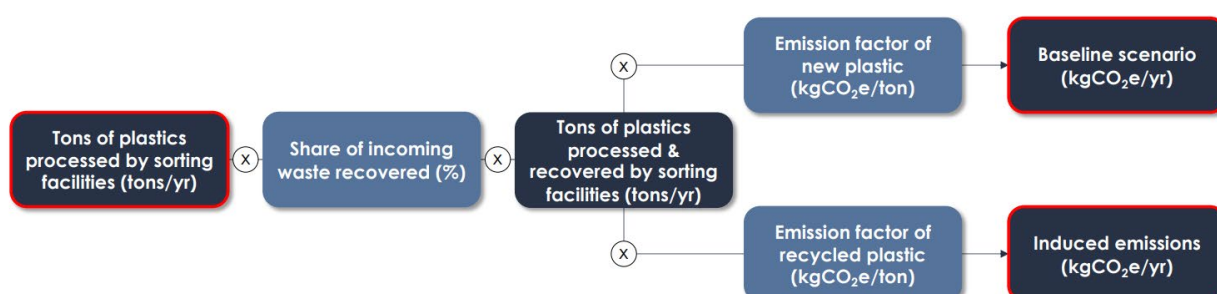 Tons of plastics
processed by sorting
facilities (tons/yr)
X
Share of incoming
waste recovered (%)
X
Tons of plastics
processed &
recovered by sorting
facilities (tons/yr)
X
Emission factor of
new plastic
(kgCO₂e/ton)
Baseline scenario
(kgCO₂e/yr)
X
Emission factor of
recycled plastic
(kgCO₂e/ton)
Induced emissions
(kgCO₂e/yr)